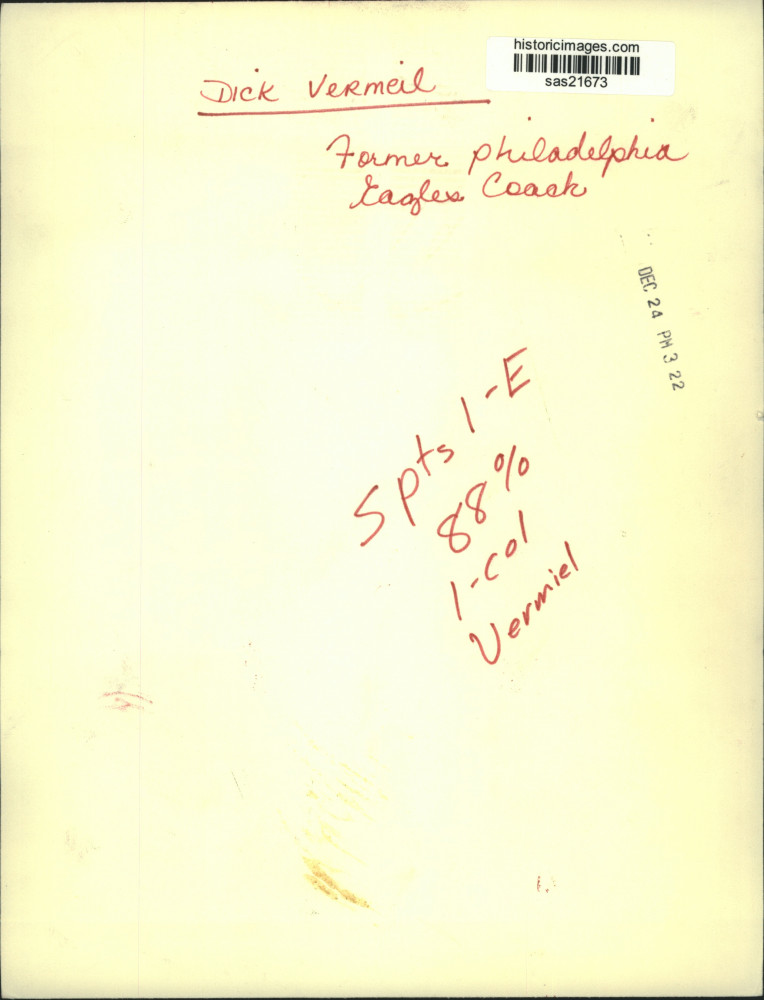 historicimages.com
sas21673
Dick Vermeil
Former Philadelphia
Eagles Coach
DEC 24 PM 3 22
Spts 1-E
88%
1-col
Vermiel